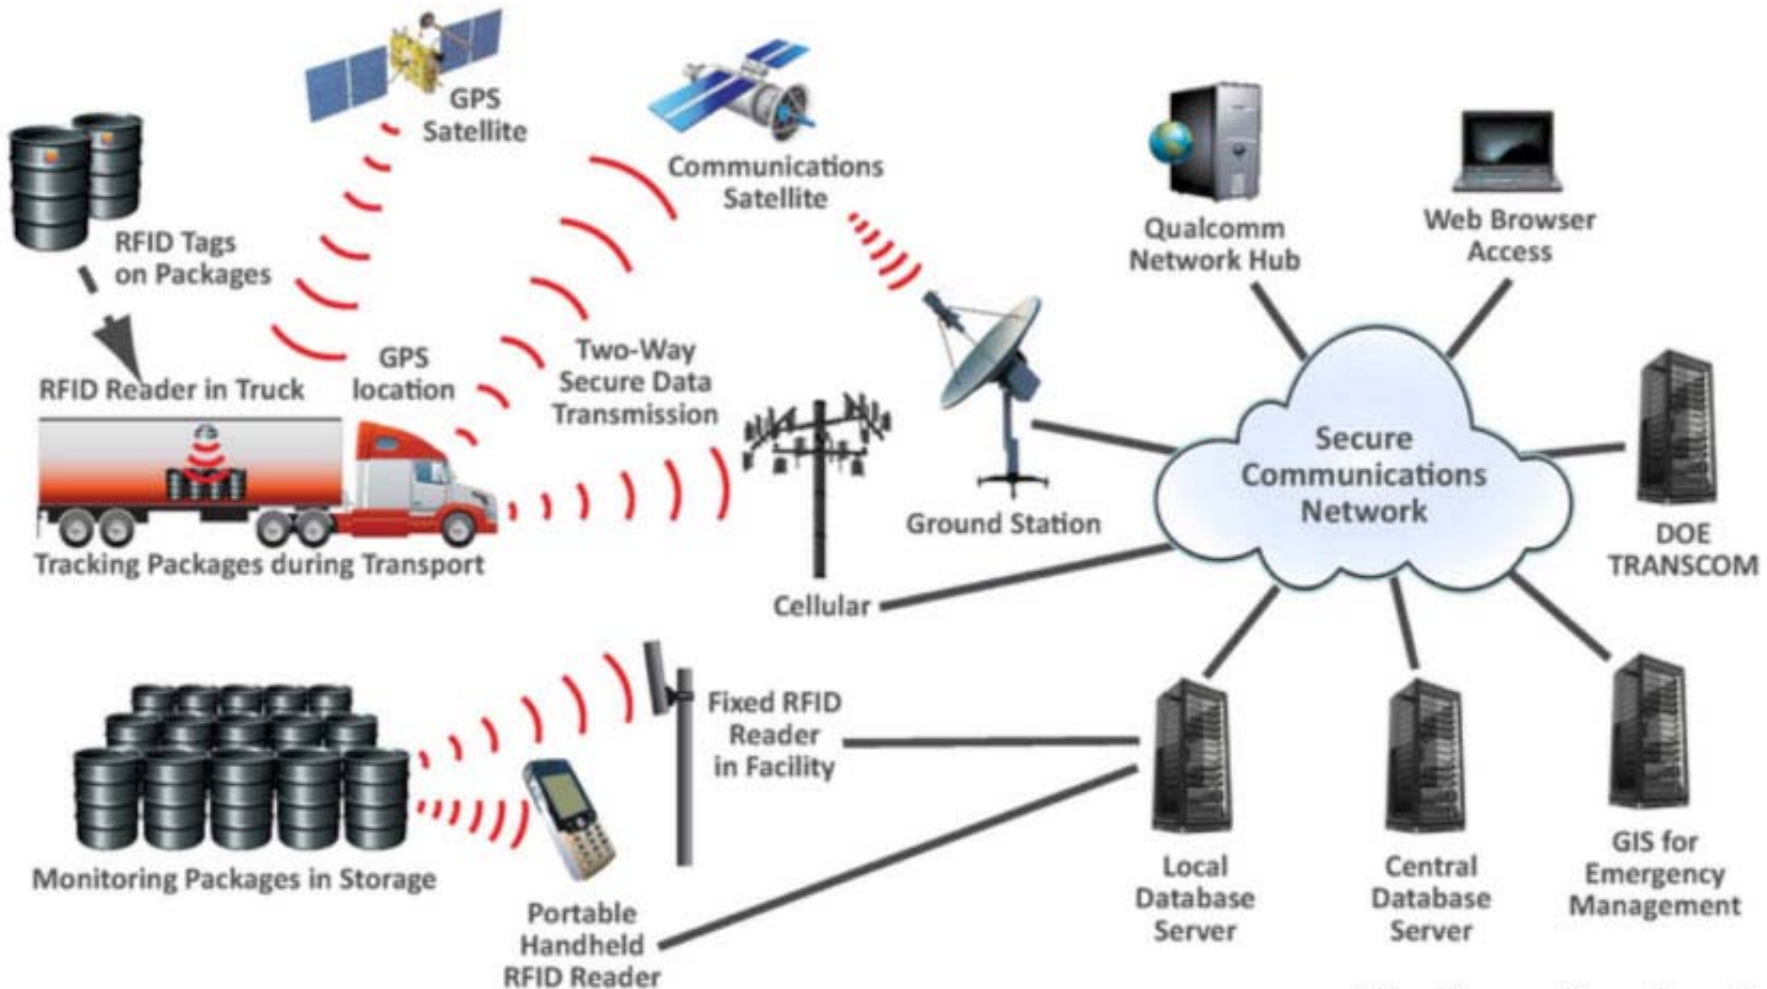 GPS
Satellite
Communications
Satellite
RFID Tags
on Packages
Qualcomm
Network Hub
Web Browser
Access
GPS
location
RFID Reader in Truck
Two-Way
Secure Data
Transmission
Tracking Packages during Transport
Ground Station
Cellular
Secure
Communications
Network
DOE
TRANSCOM
Fixed RFID
Reader
in Facility
Monitoring Packages in Storage
Portable
Handheld
RFID Reader
Local
Database
Server
Central
Database
Server
GIS for
Emergency
Management